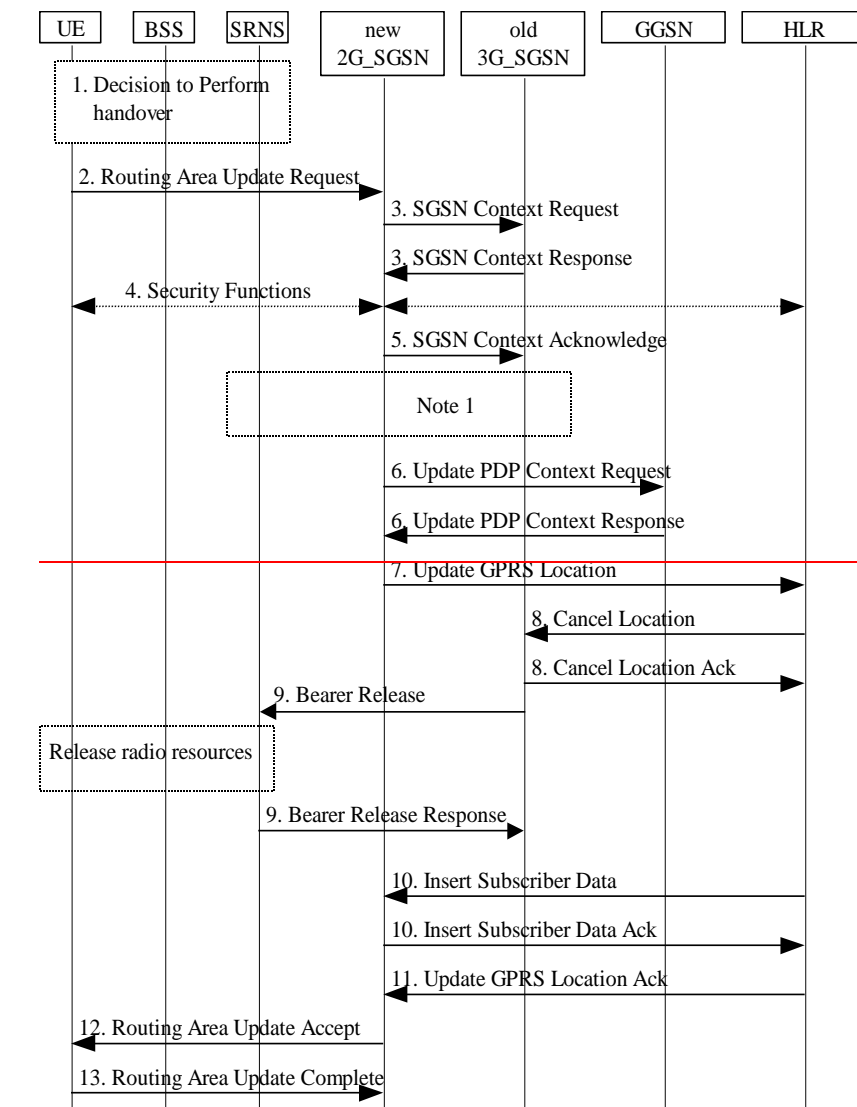 UE
BSS
SRNS
new
2G_SGSN
old
3G_SGSN
GGSN
HLR
1. Decision to Perform
handover
2. Routing Area Update Request
3. SGSN Context Request
3. SGSN Context Response
4. Security Functions
5. SGSN Context Acknowledge
Note 1
6. Update PDP Context Request
6. Update PDP Context Response
7. Update GPRS Location
8. Cancel Location
8. Cancel Location Ack
9. Bearer Release
Release radio resources
9. Bearer Release Response
10. Insert Subscriber Data
10. Insert Subscriber Data Ack
11. Update GPRS Location Ack
12. Routing Area Update Accept
13. Routing Area Update Complete